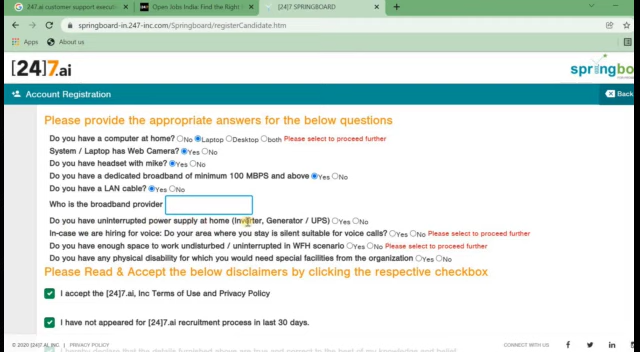 24/7.ai customer support executi
Open Jobs India: Find the Right
[24]7 SPRINGBOARD
springboard-in.247-inc.com/Springboard/registerCandidate.htm
Apps
About us
[24]7.ai
springbo
Account Registration
Back
Please provide the appropriate answers for the below questions
Do you have a computer at home? No Laptop Desktop both Please select to proceed further
System / Laptop has Web Camera? Yes No
Do you have headset with mike? Yes No
Do you have a dedicated broadband of minimum 100 MBPS and above Yes No
Do you have a LAN cable? Yes No
Who is the broadband provider
Do you have uninterrupted power supply at home (Inverter, Generator / UPS) Yes No
In-case we are hiring for voice: Do your area where you stay is silent suitable for voice calls? Yes No Please select to proceed further
Do you have enough space to work undisturbed / uninterrupted in WFH scenario Yes No Please select to proceed further
Do you have any physical disability for which you would need special facilities from the organization Yes No
Please Read & Accept the below disclaimers by clicking the respective checkbox
I accept the [24]7.ai, Inc Terms of Use and Privacy Policy
I have not appeared for [24]7.ai recruitment process in last 30 days.
© 2020 [24]7.AI, INC. | PRIVACY POLICY
CONNECT WITH US